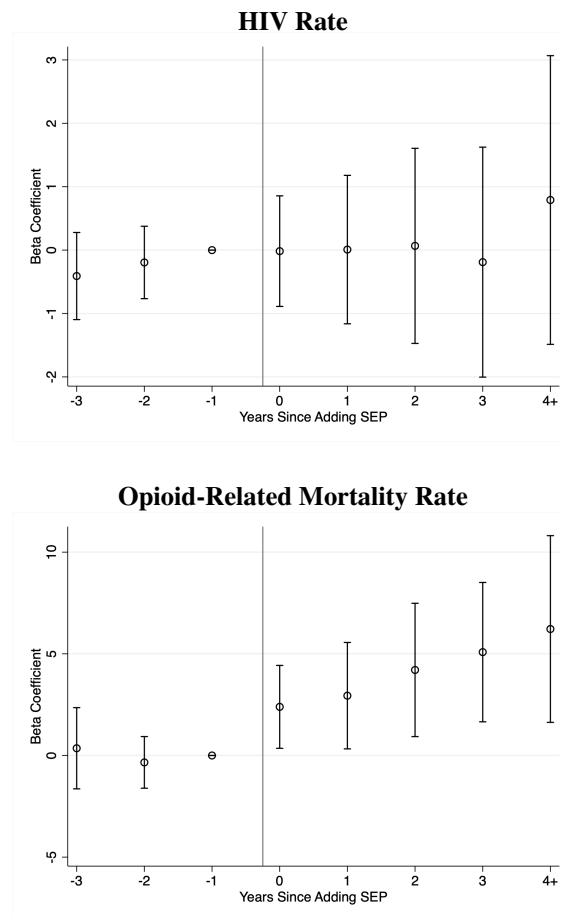 HIV Rate
3
2
1
0
-1
-2
Beta Coefficient
-3 -2 -1 0 1 2 3 4+
Years Since Adding SEP
Opioid-Related Mortality Rate
10
5
0
-5
Beta Coefficient
-3 -2 -1 0 1 2 3 4+
Years Since Adding SEP